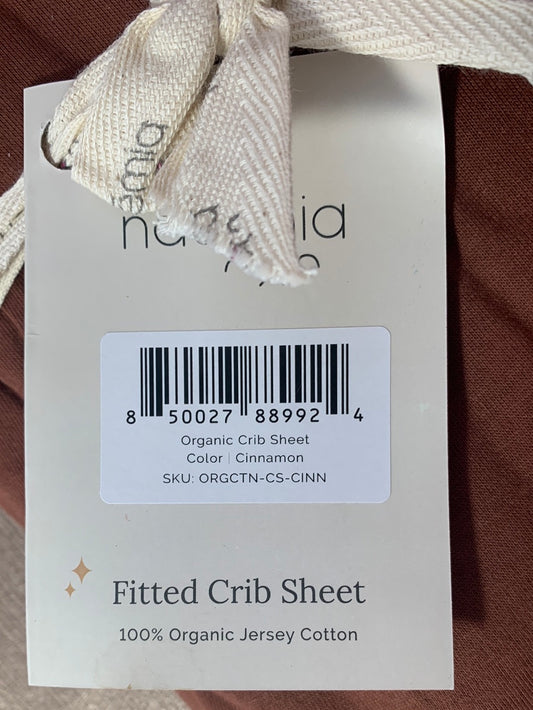 8 50027 88992 4
Organic Crib Sheet
Color | Cinnamon
SKU: ORGCTN-CS-CINN
Fitted Crib Sheet
100% Organic Jersey Cotton